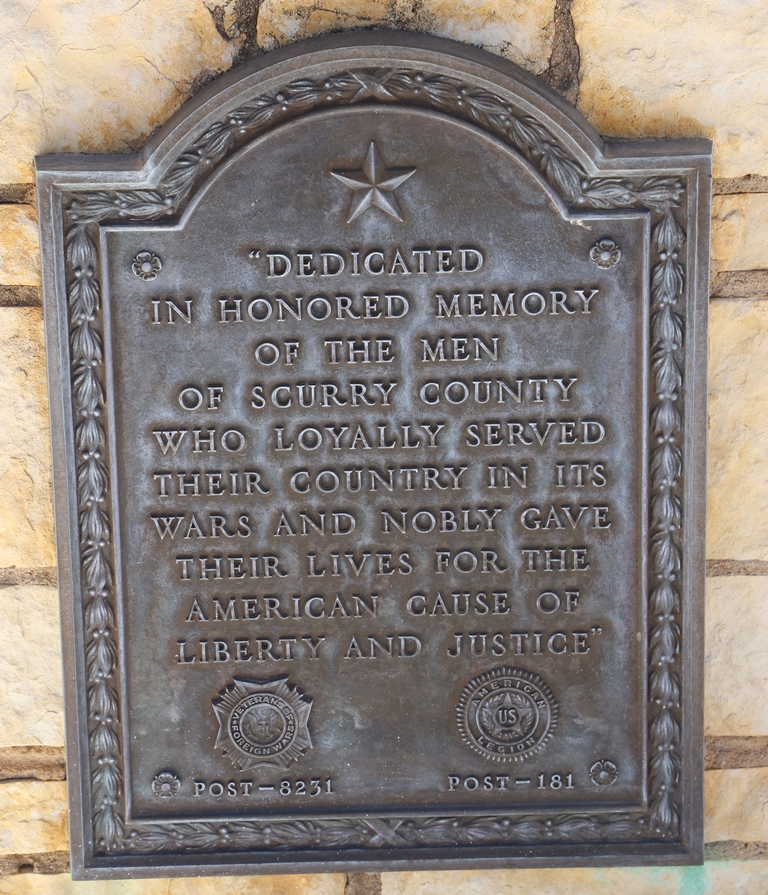 “DEDICATED
IN HONORED MEMORY
OF THE MEN
OF SCURRY COUNTY
WHO LOYALLY SERVED
THEIR COUNTRY IN ITS
WARS AND NOBLY GAVE
THEIR LIVES FOR THE
AMERICAN CAUSE OF
LIBERTY AND JUSTICE”
VETERANS OF
FOREIGN WARS
AMERICAN
US
LEGION
POST—8231
POST—181